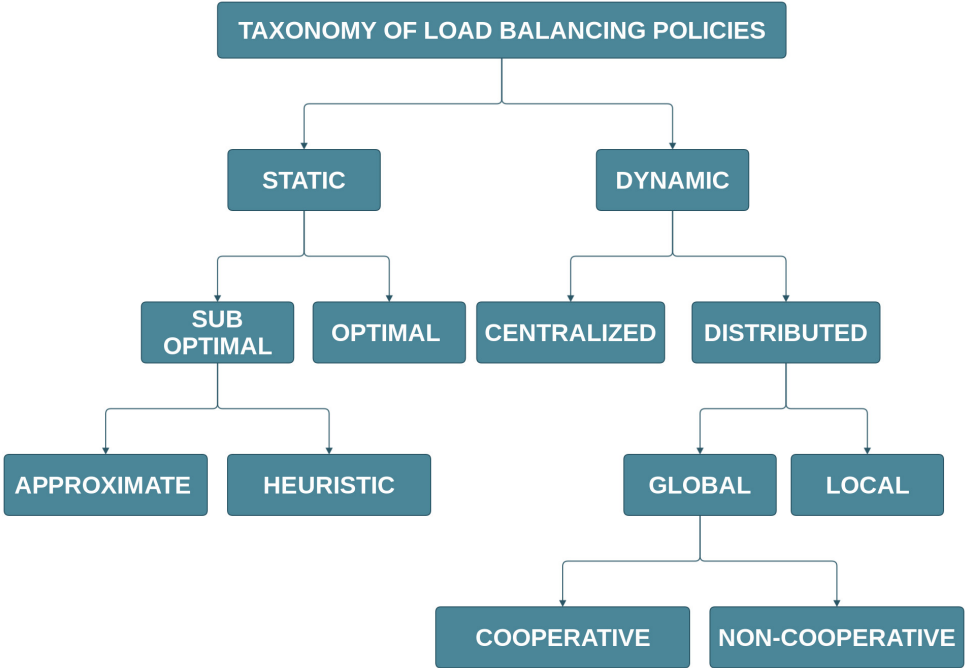 TAXONOMY OF LOAD BALANCING POLICIES
STATIC
DYNAMIC
SUB
OPTIMAL
OPTIMAL
CENTRALIZED
DISTRIBUTED
APPROXIMATE
HEURISTIC
GLOBAL
LOCAL
COOPERATIVE
NON-COOPERATIVE